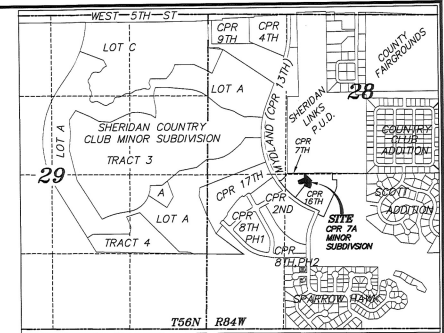 WEST 5TH ST
LOT C
CPR
9TH
CPR
4TH
COUNTY
FAIRGROUNDS
LOT A
28
SHERIDAN
LINKS
P.U.D.
(CPR 13TH)
LOT A
SHERIDAN COUNTRY
CLUB MINOR SUBDIVISION
TRACT 3
COUNTRY
CLUB
ADDITION
CPR
7TH
29
CPR 17TH
CPR
16TH
SCOTT
ADDITION
A
LOT A
CPR
2ND
CPR
8TH
PH1
SITE
CPR 7A
MINOR
SUBDIVSION
TRACT 4
CPR
8TH PH2
SPARROW HAWK
T56N R84W